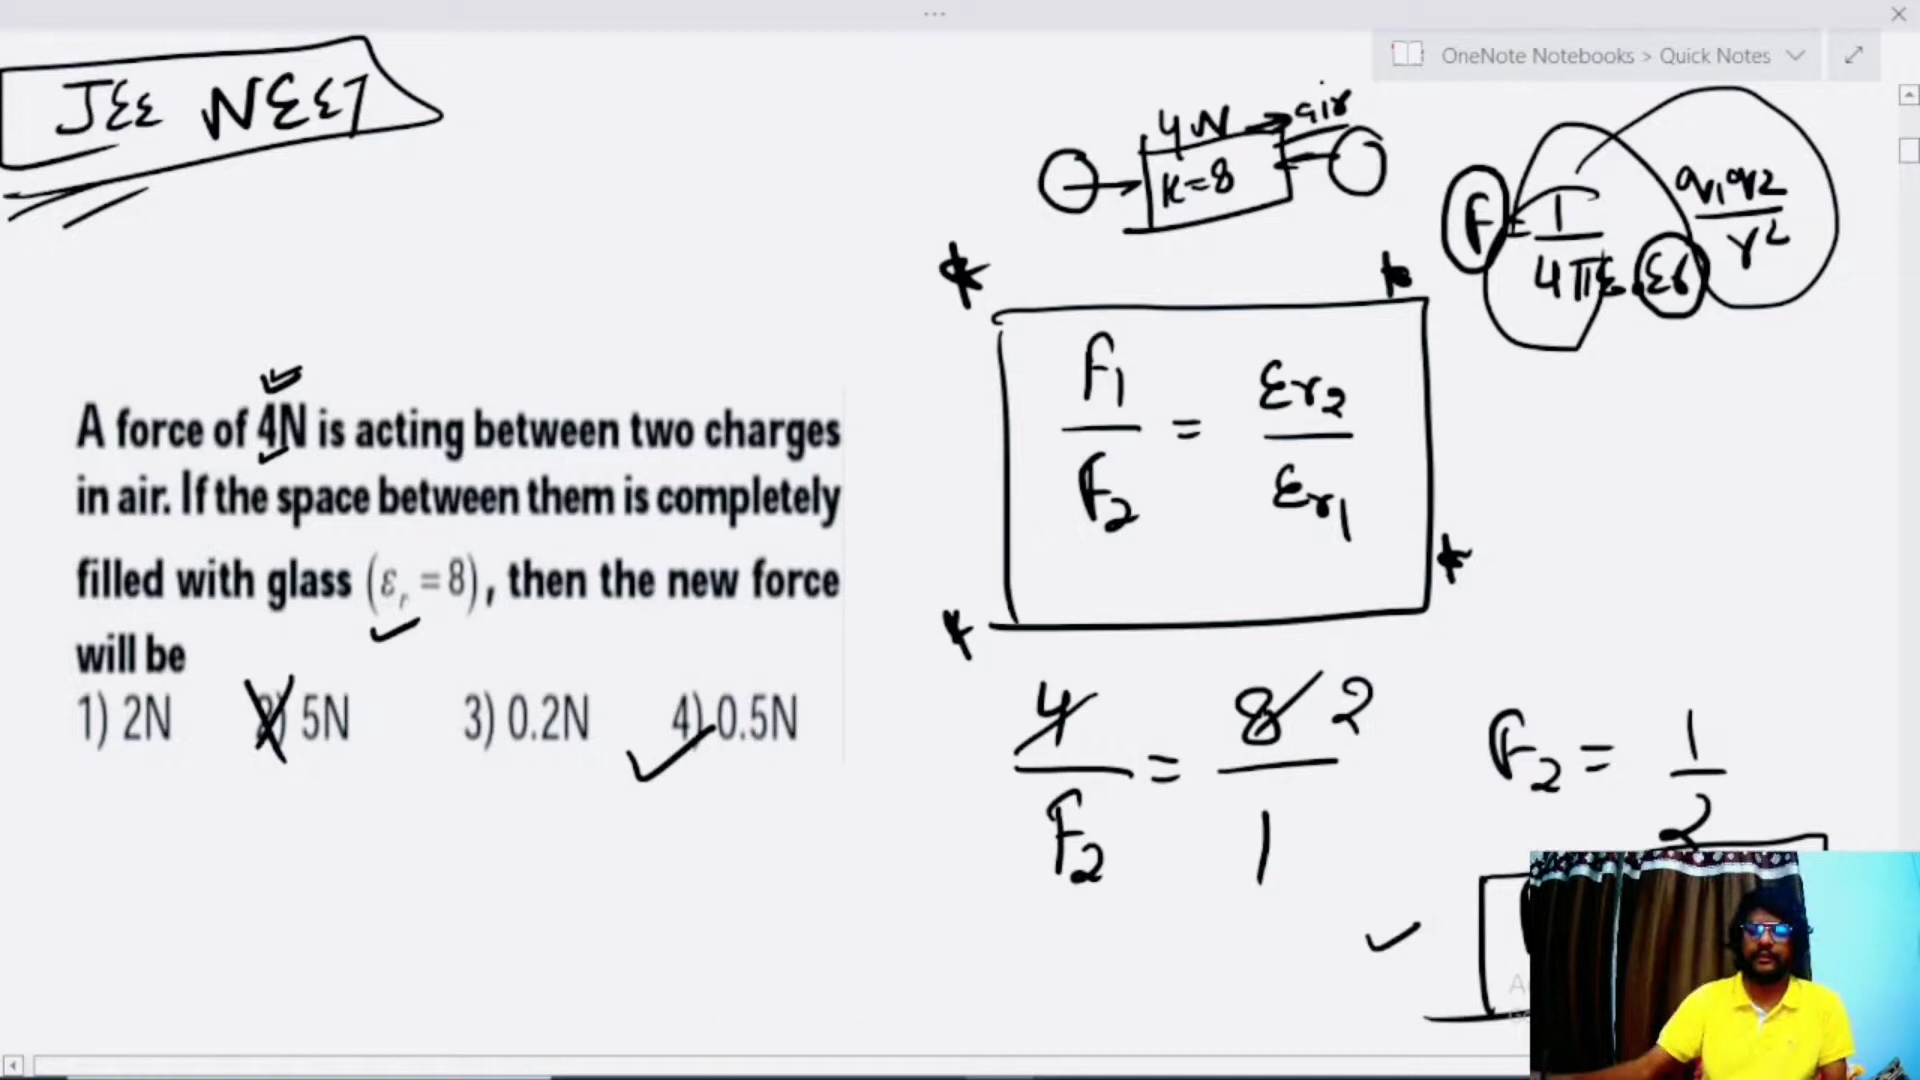 OneNote Notebooks > Quick Notes
JEE NEET
4N → air
K=8
F = 1/4πε₀εr q₁q₂/r²
F₁/F₂ = εr₂/εr₁
A force of 4N is acting between two charges
in air. If the space between them is completely
filled with glass (εr = 8), then the new force
will be
1) 2N 2) 5N 3) 0.2N 4) 0.5N
4/F₂ = 8/1 2
F₂ = 1/2